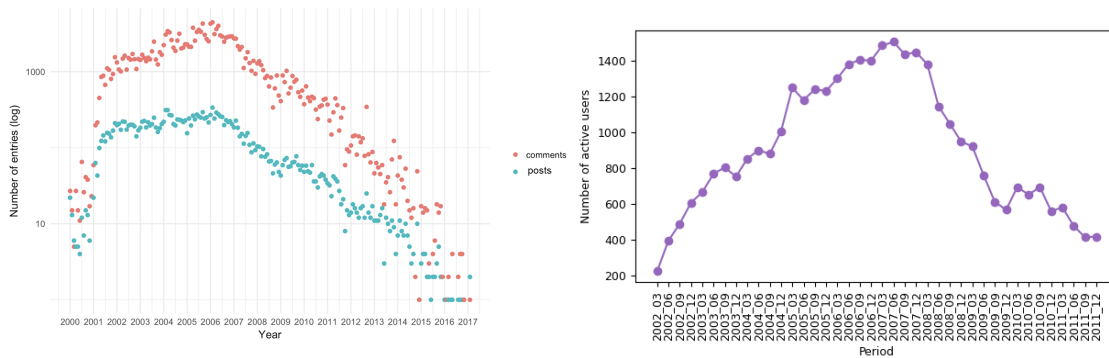 Number of entries (log)
1000
10
2000 2001 2002 2003 2004 2005 2006 2007 2008 2009 2010 2011 2012 2013 2014 2015 2016 2017
Year
comments
posts
Number of active users
1400
1200
1000
800
600
400
200
2002_03 2002_06 2002_09 2002_12 2003_03 2003_06 2003_09 2003_12 2004_03 2004_06 2004_09 2004_12 2005_03 2005_06 2005_09 2005_12 2006_03 2006_06 2006_09 2006_12 2007_03 2007_06 2007_09 2007_12 2008_03 2008_06 2008_09 2008_12 2009_03 2009_06 2009_09 2009_12 2010_03 2010_06 2010_09 2010_12 2011_03 2011_06 2011_09 2011_12
Period